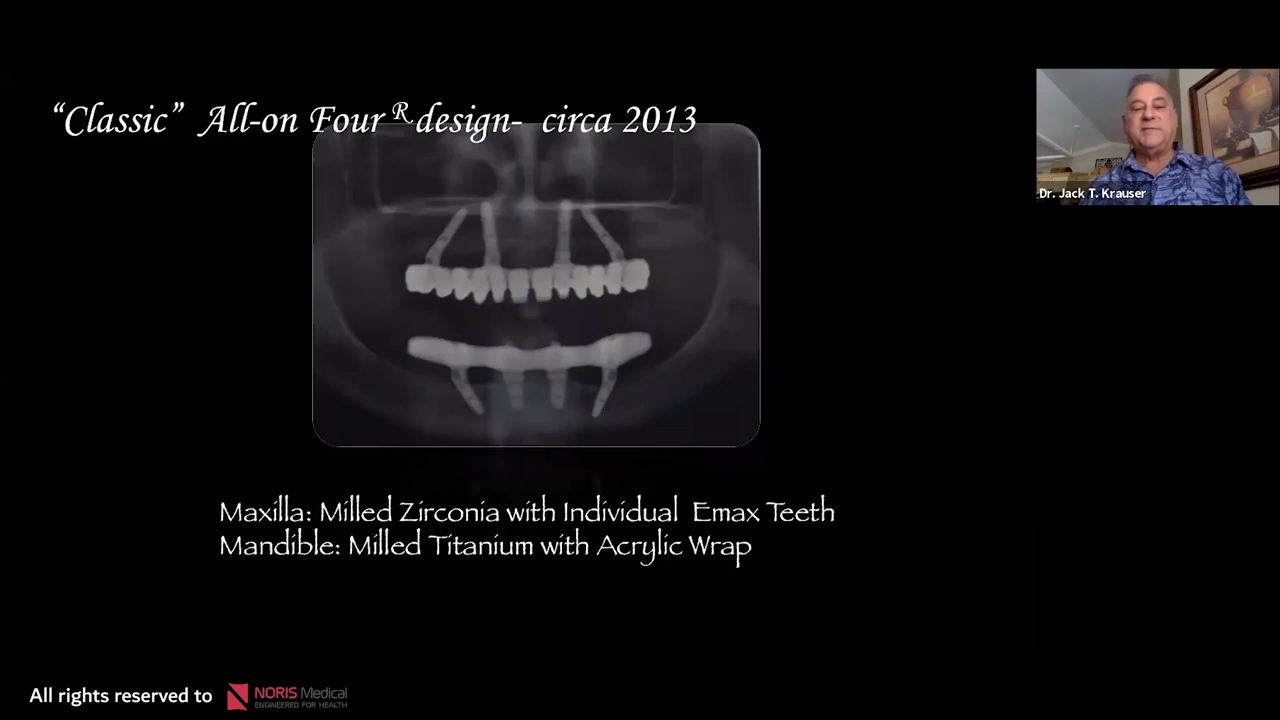 “Classic” All-on Four ® design- circa 2013
Dr. Jack T. Krauser
Maxilla: Milled Zirconia with Individual Emax Teeth
Mandible: Milled Titanium with Acrylic Wrap
All rights reserved to NORIS Medical
ENGINEERED FOR HEALTH